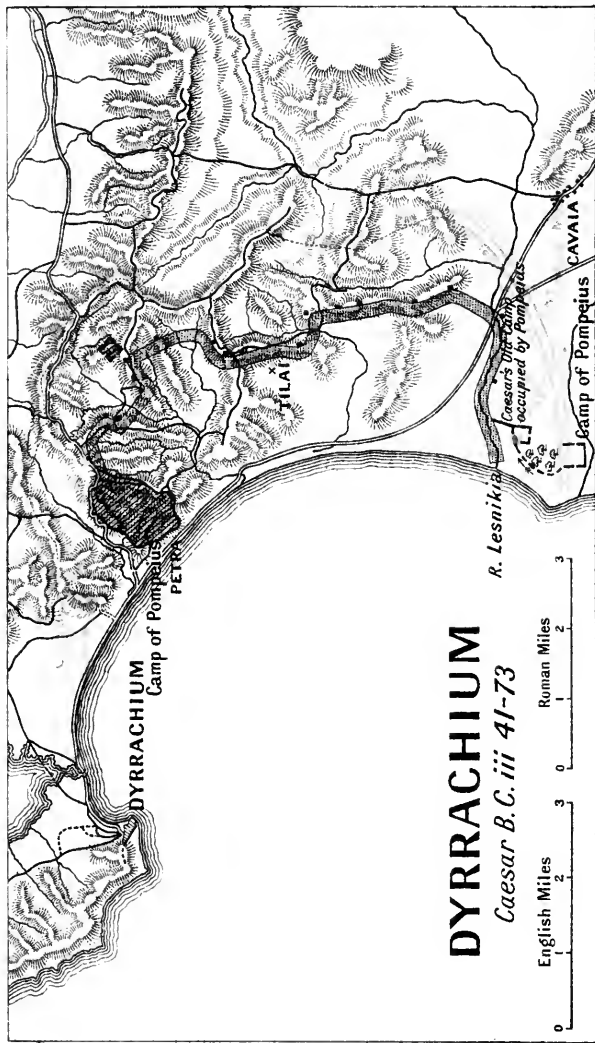 DYRRACHIUM
Camp of Pompeius
PETRA
TILAI
Caesar's Old Camp
occupied by Pompeius
CAVAIA
Camp of Pompeius
R. Lesnikia
DYRRACHIUM
Caesar B.C. iii 41-73
English Miles
0 1 2 3
Roman Miles
0 1 2 3